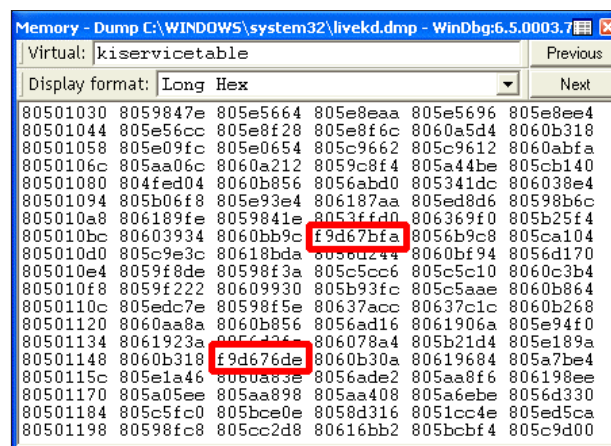 Memory - Dump C:\WINDOWS\system32\livekd.dmp - WinDbg:6.5.0003.7
Virtual: kiservicetable Previous
Display format: Long Hex Next
80501030 8059847e 805e5664 805e8eaa 805e5696 805e8ee4
80501044 805e56cc 805e8f28 805e8f6c 8060a5d4 8060b318
80501058 805e09fc 805e0654 805c9662 805c9612 8060abfa
8050106c 805aa06c 8060a212 8059c8f4 805a44be 805cb140
80501080 804fed04 8060b856 8056abd0 805341dc 806038e4
80501094 805b06f8 805e93e4 806187aa 805ed8d6 80598b6c
805010a8 806189fe 8059841e 8053ffd0 806369f0 805b25f4
805010bc 80603934 8060bb9c f9d67bfa 8056b9c8 805ca104
805010d0 805c9e3c 80618bda 8056d244 8060bf94 8056d170
805010e4 8059f8de 80598f3a 805c5cc6 805c5c10 8060c3b4
805010f8 8059f222 80609930 805b93fc 805c5aae 8060b864
8050110c 805edc7e 80598f5e 80637acc 80637c1c 8060b268
80501120 8060aa8a 8060b856 8056ad16 8061906a 805e94f0
80501134 8061923a 806078a4 805b21d4 805e189a
80501148 8060b318 f9d676de 8060b30a 80619684 805a7be4
8050115c 805e1a46 8060a83e 8056ade2 805aa8f6 806198ee
80501170 805a05ee 805aa898 805aa408 805a6ebe 8056d330
80501184 805c5fc0 805bce0e 8058d316 8051cc4e 805ed5ca
80501198 80598fc8 805cc2d8 80616bb2 805bcbf4 805c9d00